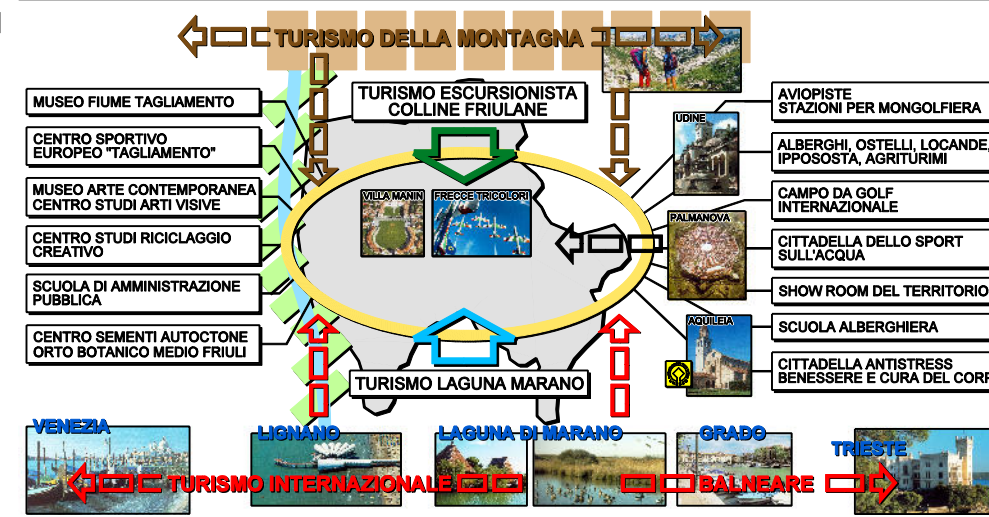 TURISMO DELLA MONTAGNA
TURISMO ESCURSIONISTA
COLLINE FRIULANE
MUSEO FIUME TAGLIAMENTO
CENTRO SPORTIVO
EUROPEO "TAGLIAMENTO"
MUSEO ARTE CONTEMPORANEA
CENTRO STUDI ARTI VISIVE
CENTRO STUDI RICICLAGGIO
CREATIVO
SCUOLA DI AMMINISTRAZIONE
PUBBLICA
CENTRO SEMENTI AUTOCTONE
ORTO BOTANICO MEDIO FRIULI
VILLA MANIN
FRECCE TRICOLORI
UDINE
PALMANOVA
AQUILEIA
AVIOPISTE
STAZIONI PER MONGOLFIERA
ALBERGHI, OSTELLI, LOCANDE,
IPPOSOSTA, AGRITURIMI
CAMPO DA GOLF
INTERNAZIONALE
CITTADELLA DELLO SPORT
SULL'ACQUA
SHOW ROOM DEL TERRITORIO
SCUOLA ALBERGHIERA
CITTADELLA ANTISTRESS
BENESSERE E CURA DEL CORP
TURISMO LAGUNA MARANO
VENEZIA
LIGNANO
LAGUNA DI MARANO
GRADO
TRIESTE
TURISMO INTERNAZIONALE
BALNEARE